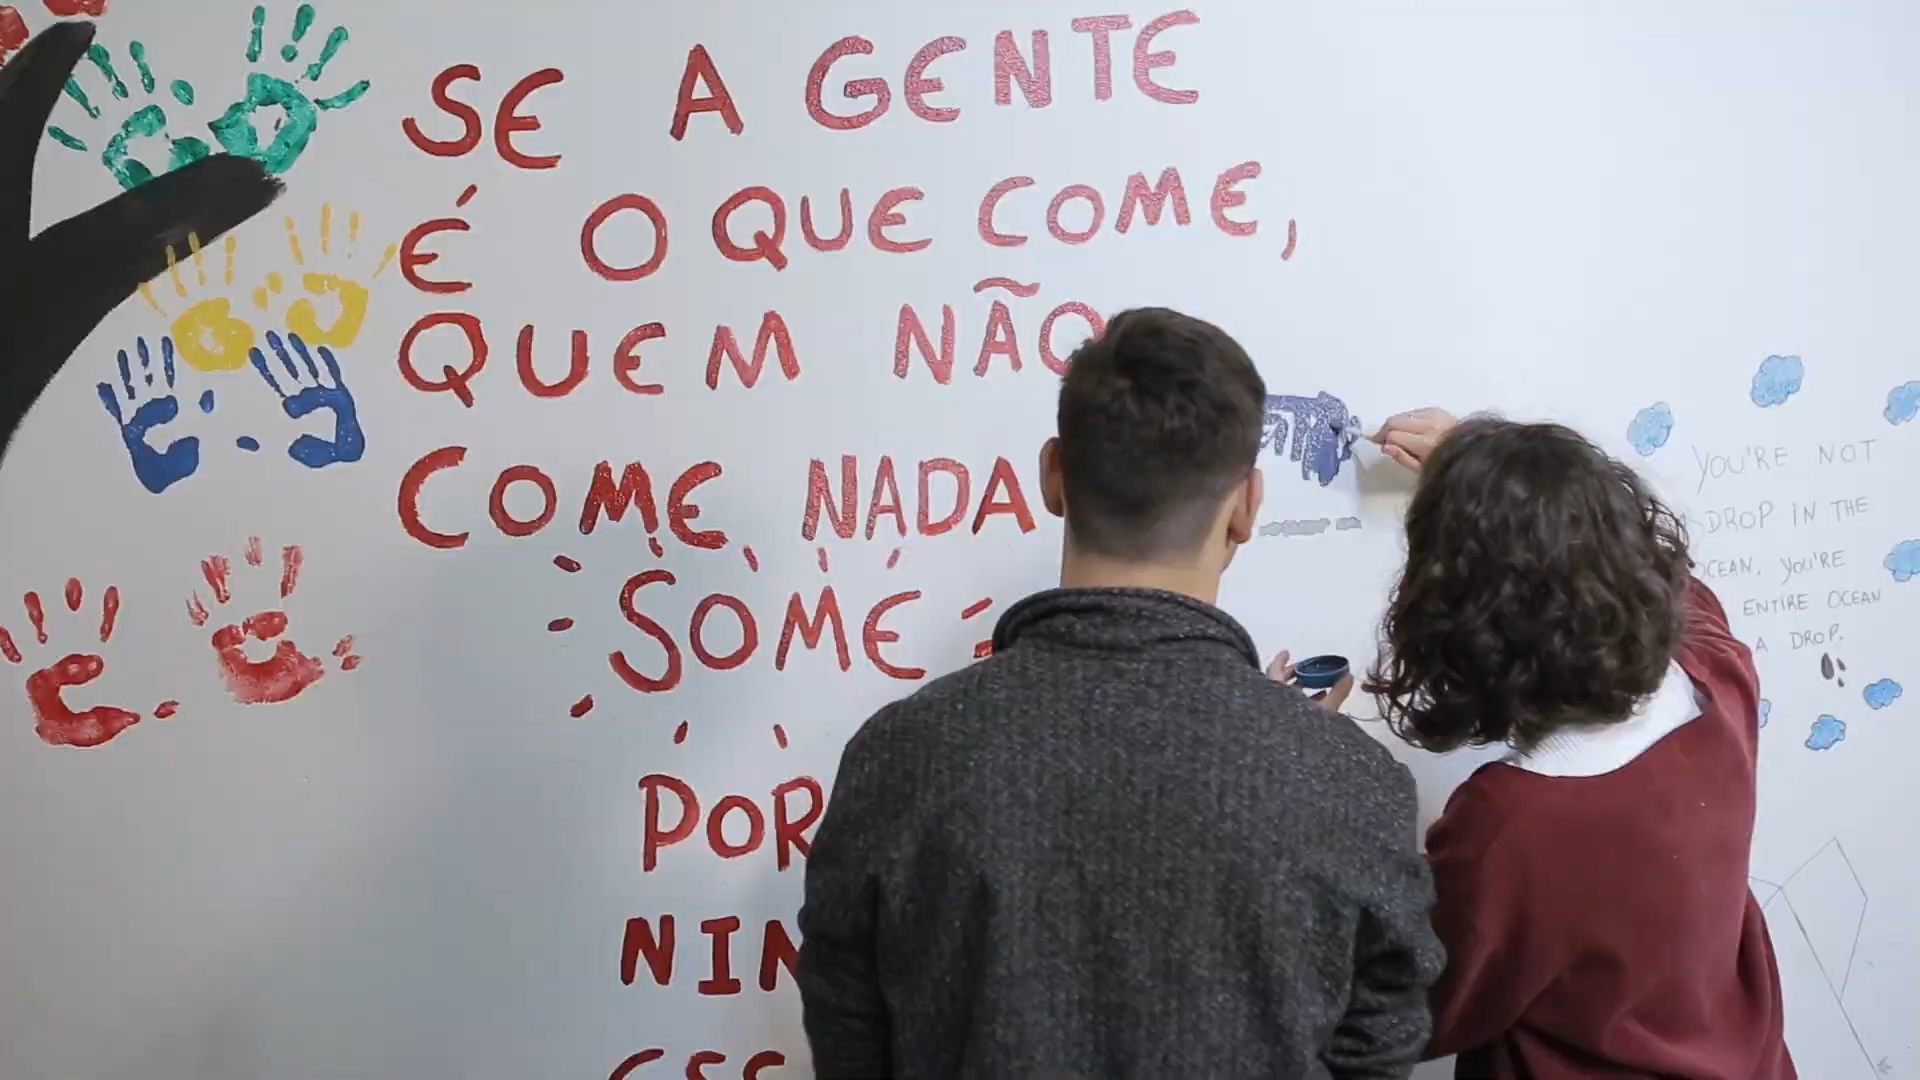 SE A GENTE
É O QUE COME,
QUEM NÃO
COME NADA
SOME
POR
YOU'RE NOT
DROP IN THE
OCEAN. YOU'RE
ENTIRE OCEAN
A DROP.